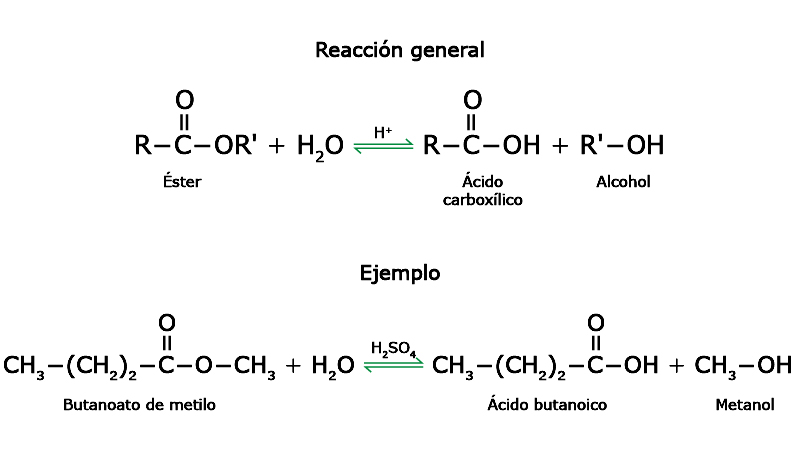 Reacción general
O
||
R−C−OR' + H₂O ⇌ R−C−OH + R'−OH
H⁺
O
||
Éster
Ácido carboxílico
Alcohol
Ejemplo
O
||
CH₃−(CH₂)₂−C−O−CH₃ + H₂O ⇌ CH₃−(CH₂)₂−C−OH + CH₃−OH
H₂SO₄
O
||
Butanoato de metilo
Ácido butanoico
Metanol